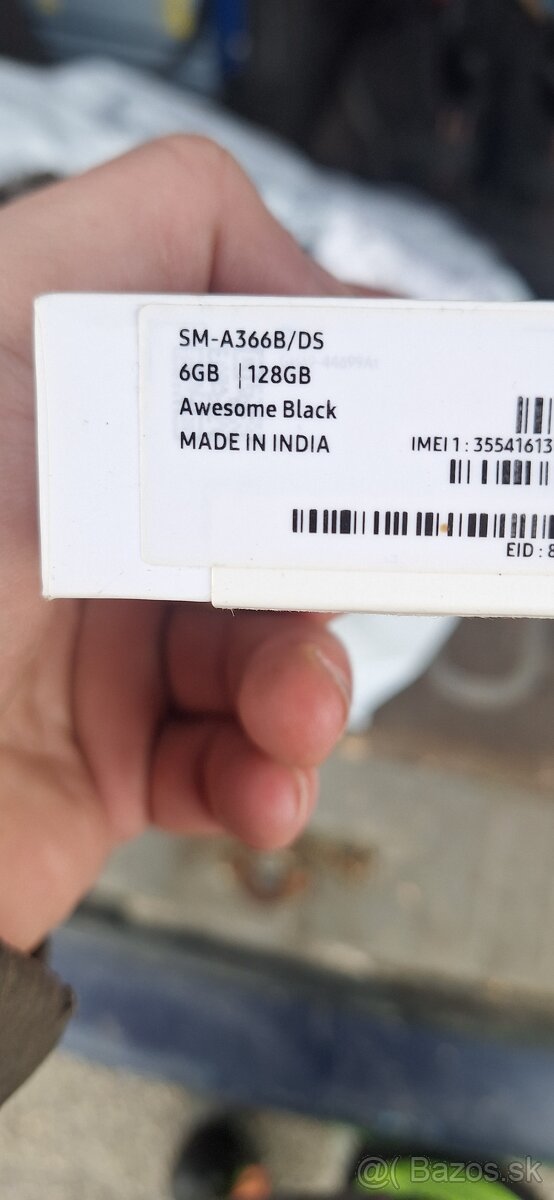 SM-A366B/DS
6GB | 128GB
Awesome Black
MADE IN INDIA
IMEI 1 : 35541613
EID : 8
@( Bazos.sk